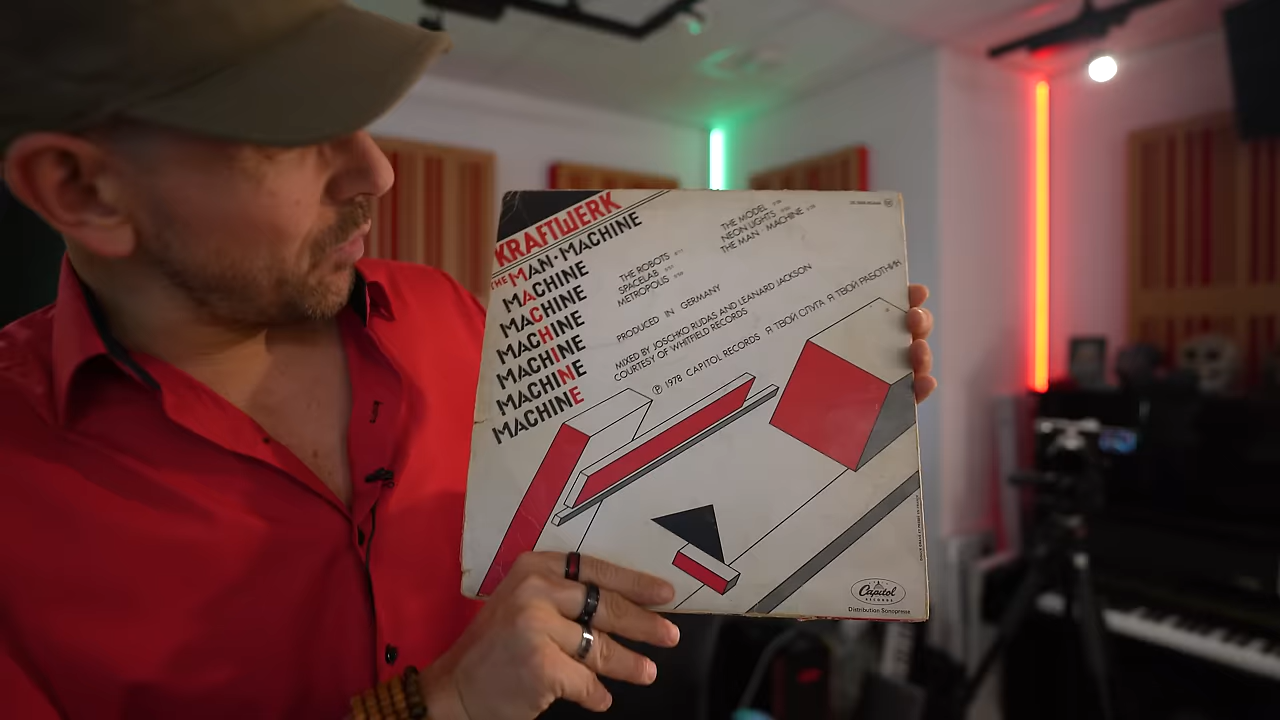 KRAFTWERK
THE MAN·MACHINE
MACHINE
MACHINE
MACHINE
MACHINE
MACHINE
MACHINE
THE ROBOTS
SPACELAB
METROPOLIS
THE MODEL
NEON LIGHTS
THE MAN · MACHINE
PRODUCED IN GERMANY
MIXED BY JOSCHKO RUDAS AND LEANARD JACKSON
COURTESY OF WHITFIELD RECORDS
℗ 1978 CAPITOL RECORDS Я ТВОЙ СЛУГА Я ТВОЙ РАБОТНИК
Capitol
RECORDS
Distribution Sonopresse